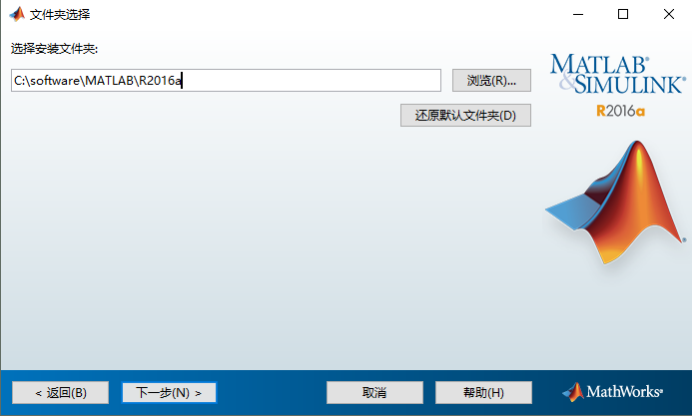 文件夹选择
选择安装文件夹:
C:\software\MATLAB\R2016a
浏览(R)...
还原默认文件夹(D)
MATLAB®
&SIMULINK®
R2016a
®
< 返回(B)
下一步(N) >
取消
帮助(H)
MathWorks®